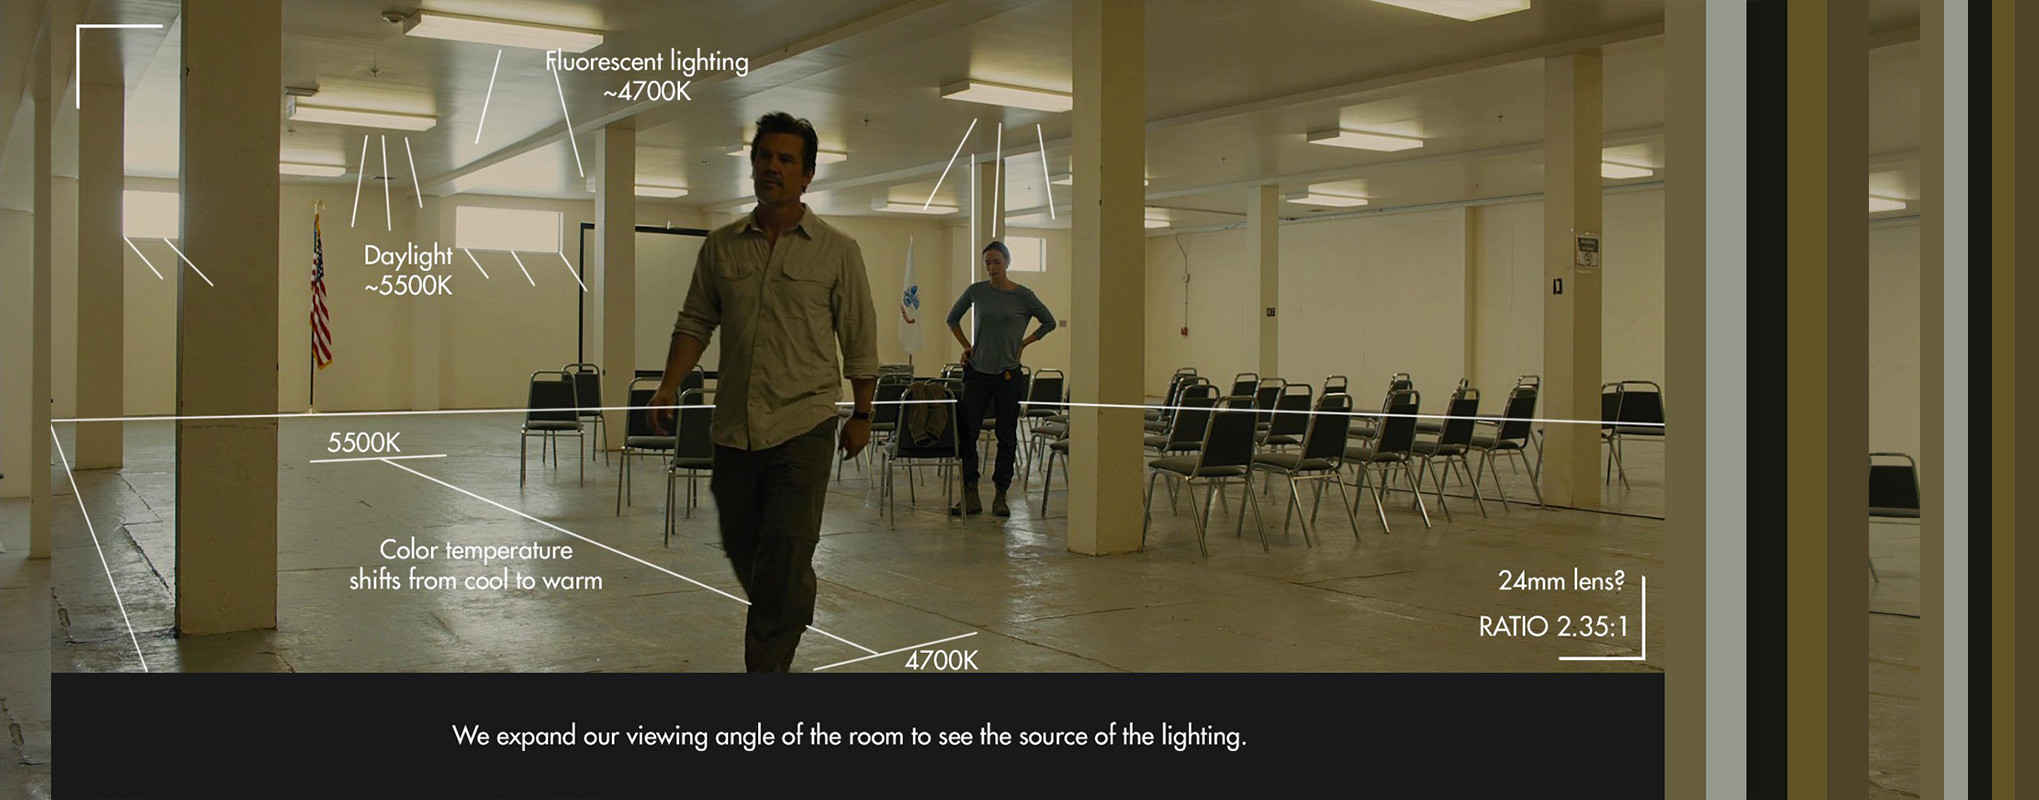 Fluorescent lighting
~4700K
Daylight
~5500K
5500K
Color temperature
shifts from cool to warm
24mm lens?
RATIO 2.35:1
4700K
We expand our viewing angle of the room to see the source of the lighting.